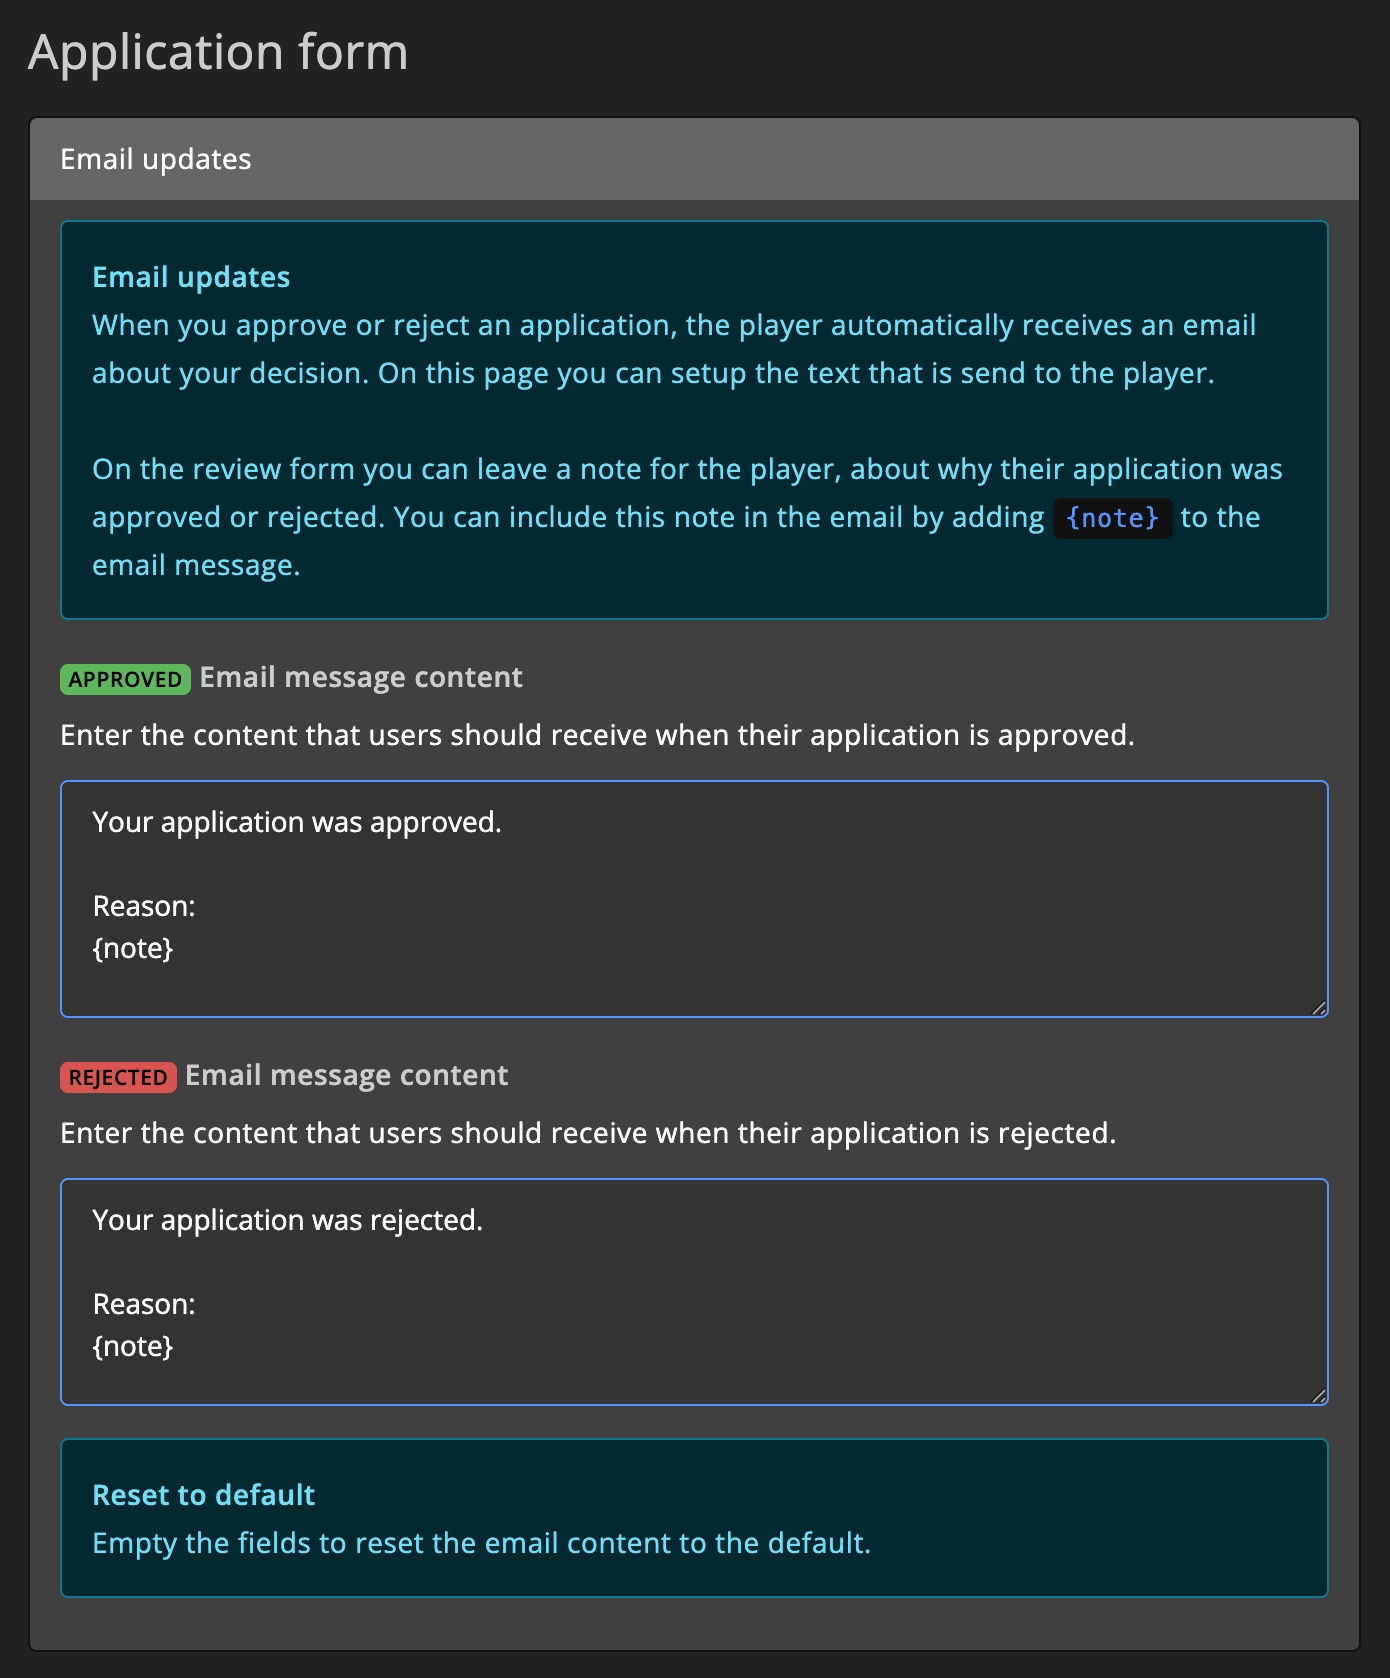 Application form
Email updates
Email updates
When you approve or reject an application, the player automatically receives an email
about your decision. On this page you can setup the text that is send to the player.
On the review form you can leave a note for the player, about why their application was
approved or rejected. You can include this note in the email by adding {note} to the
email message.
APPROVED Email message content
Enter the content that users should receive when their application is approved.
Your application was approved.
Reason:
{note}
REJECTED Email message content
Enter the content that users should receive when their application is rejected.
Your application was rejected.
Reason:
{note}
Reset to default
Empty the fields to reset the email content to the default.